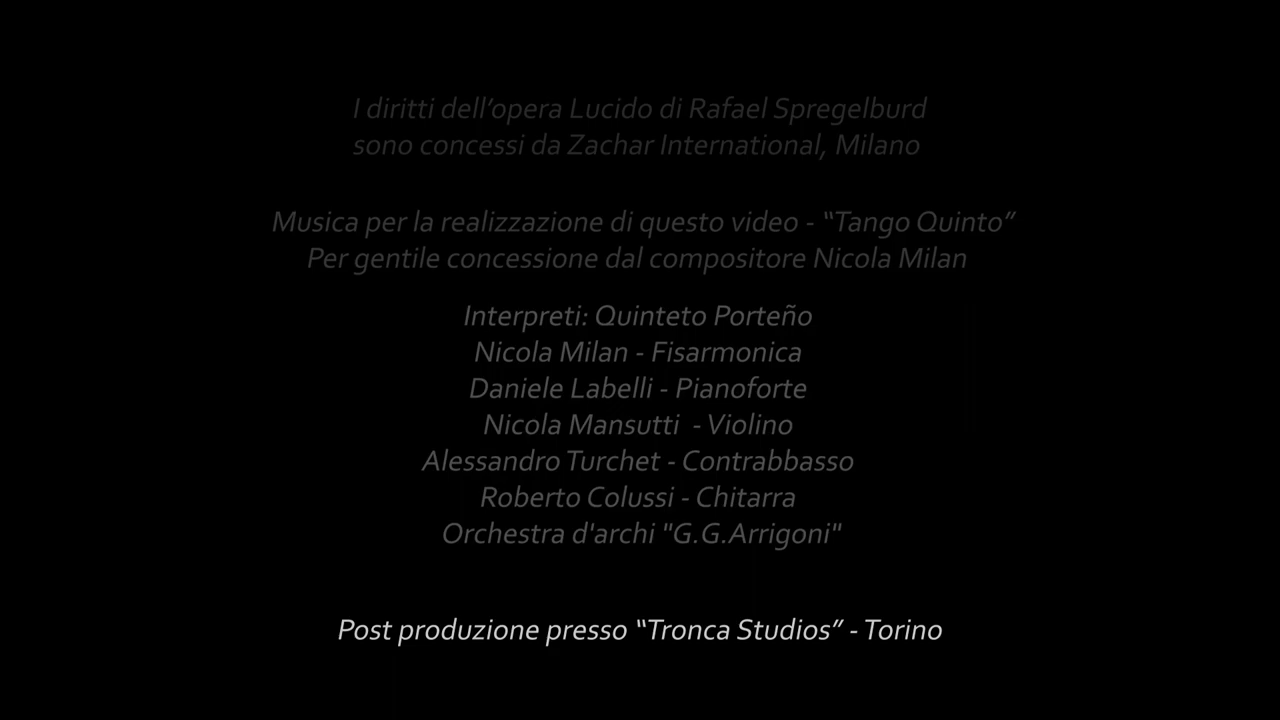 I diritti dell’opera Lucido di Rafael Spregelburd
sono concessi da Zachar International, Milano
Musica per la realizzazione di questo video - “Tango Quinto”
Per gentile concessione dal compositore Nicola Milan
Interpreti: Quinteto Porteño
Nicola Milan - Fisarmonica
Daniele Labelli - Pianoforte
Nicola Mansutti - Violino
Alessandro Turchet - Contrabbasso
Roberto Colussi - Chitarra
Orchestra d'archi "G.G.Arrigoni"
Post produzione presso “Tronca Studios” - Torino